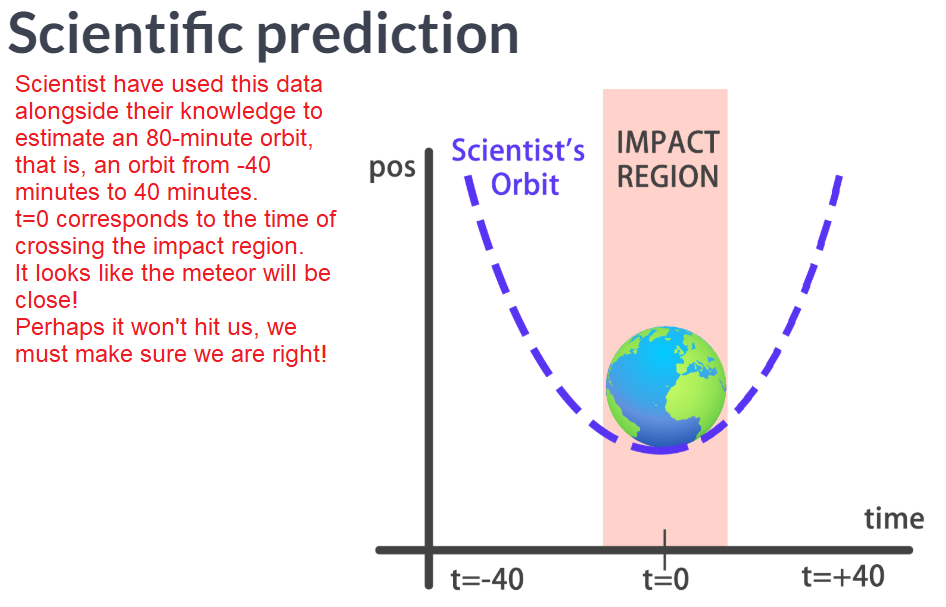 Scientific prediction
Scientist have used this data
alongside their knowledge to
estimate an 80-minute orbit,
that is, an orbit from -40
minutes to 40 minutes.
t=0 corresponds to the time of
crossing the impact region.
It looks like the meteor will be
close!
Perhaps it won't hit us, we
must make sure we are right!
pos
Scientist's
Orbit
IMPACT
REGION
time
t=-40
t=0
t=+40